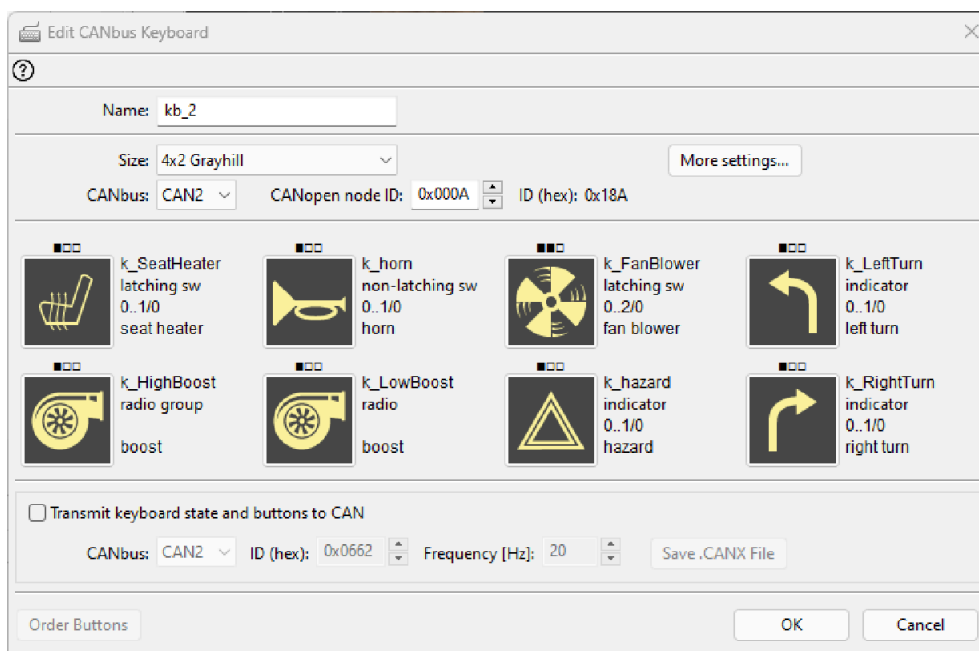 Edit CANbus Keyboard
Name: kb_2
Size: 4x2 Grayhill More settings...
CANbus: CAN2 CANopen node ID: 0x000A ID (hex): 0x18A
k_SeatHeater
latching sw
0..1/0
seat heater
k_horn
non-latching sw
0..1/0
horn
k_FanBlower
latching sw
0..2/0
fan blower
k_LeftTurn
indicator
0..1/0
left turn
k_HighBoost
radio group
boost
k_LowBoost
radio
boost
k_hazard
indicator
0..1/0
hazard
k_RightTurn
indicator
0..1/0
right turn
Transmit keyboard state and buttons to CAN
CANbus: CAN2 ID (hex): 0x0662 Frequency [Hz]: 20 Save .CANX File
Order Buttons OK Cancel